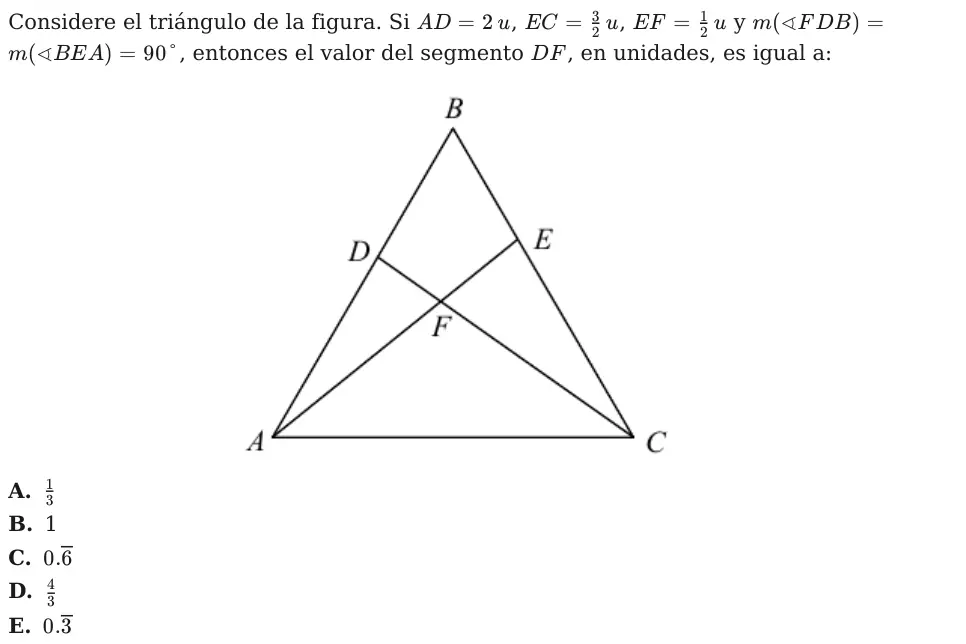 Considere el triángulo de la figura. Si AD = 2 u, EC = 3/2 u, EF = 1/2 u y m(∢FDB) =
m(∢BEA) = 90°, entonces el valor del segmento DF, en unidades, es igual a:
B
D
E
F
A
C
A. 1/3
B. 1
C. 0.6̅
D. 4/3
E. 0.3̅